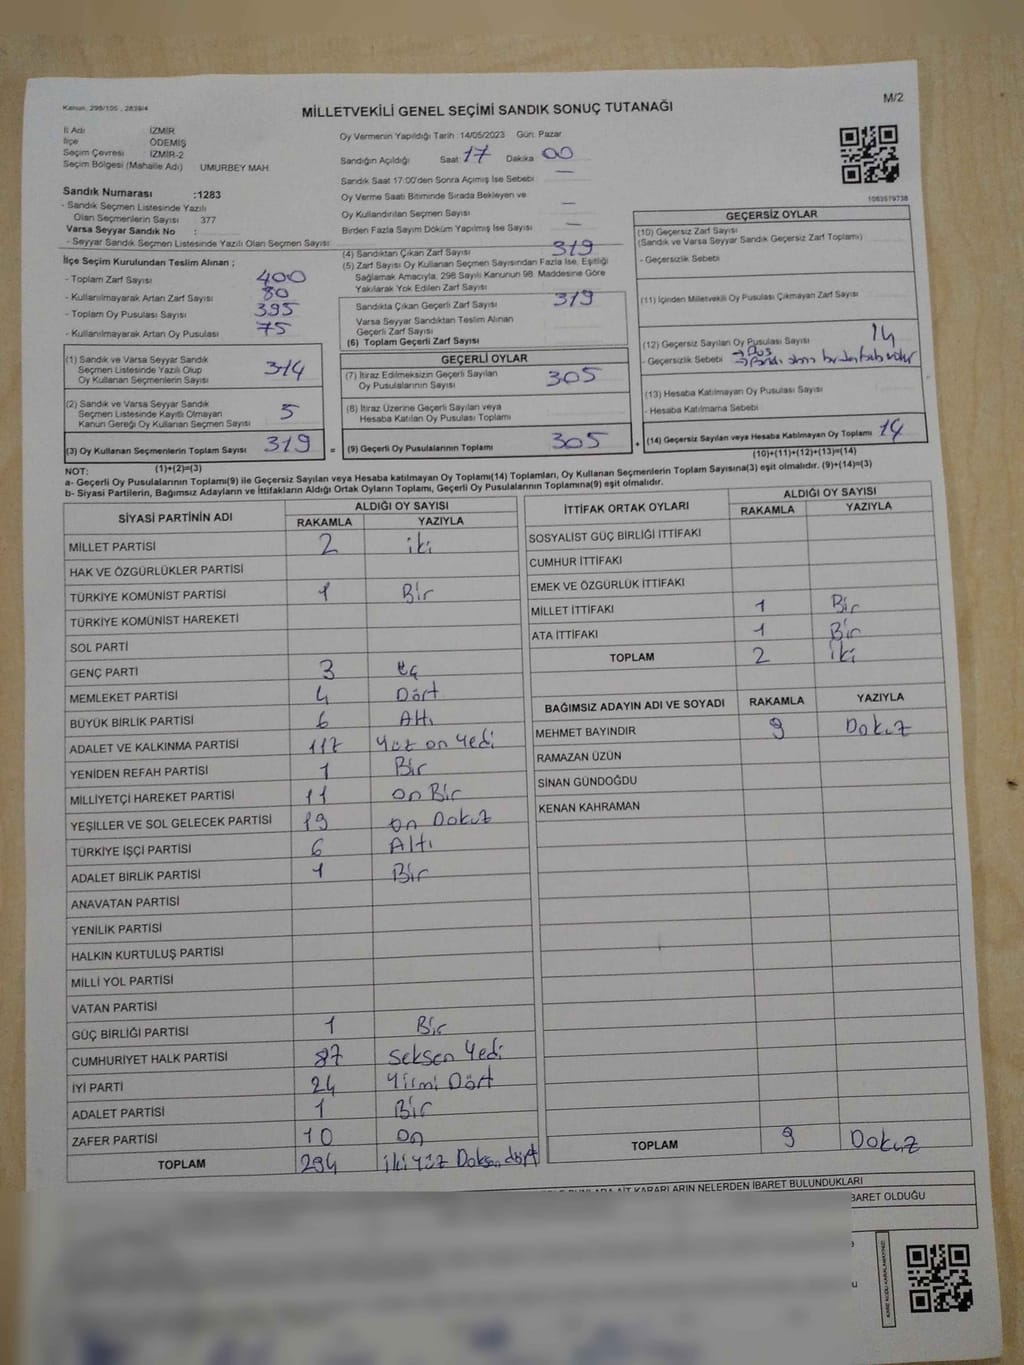 Kanun: 298/105 , 2839/4
M/2
MİLLETVEKİLİ GENEL SEÇİMİ SANDIK SONUÇ TUTANAĞI
İl Adı İZMİR
İlçe ÖDEMİŞ
Seçim Çevresi : İZMİR-2
Seçim Bölgesi (Mahalle Adı) UMURBEY MAH.
Sandık Numarası :1283
- Sandık Seçmen Listesinde Yazılı
Olan Seçmenlerin Sayısı 377
Varsa Seyyar Sandık No :
- Seyyar Sandık Seçmen Listesinde Yazılı Olan Seçmen Sayısı:
İlçe Seçim Kurulundan Teslim Alınan ;
- Toplam Zarf Sayısı 400
- Kullanılmayarak Artan Zarf Sayısı 80
- Toplam Oy Pusulası Sayısı 395
- Kullanılmayarak Artan Oy Pusulası 75
(1) Sandık ve Varsa Seyyar Sandık
Seçmen Listesinde Yazılı Olup
Oy Kullanan Seçmenlerin Sayısı 314
(2) Sandık ve Varsa Seyyar Sandık
Seçmen Listesinde Kayıtlı Olmayan
Kanun Gereği Oy Kullanan Seçmen Sayısı 5
(3) Oy Kullanan Seçmenlerin Toplam Sayısı 319 =
Oy Vermenin Yapıldığı Tarih :14/05/2023 Gün: Pazar
Sandığın Açıldığı Saat: 17 Dakika 00
Sandık Saat 17:00'den Sonra Açılmış İse Sebebi —
Oy Verme Saati Bitiminde Sırada Bekleyen ve
Oy Kullandırılan Seçmen Sayısı —
Birden Fazla Sayım Döküm Yapılmış İse Sayısı —
(4) Sandıktan Çıkan Zarf Sayısı 319
(5) Zarf Sayısı Oy Kullanan Seçmen Sayısından Fazla İse, Eşitliği
Sağlamak Amacıyla, 298 Sayılı Kanunun 98. Maddesine Göre
Yakılarak Yok Edilen Zarf Sayısı
Sandıkta Çıkan Geçerli Zarf Sayısı 319
Varsa Seyyar Sandıktan Teslim Alınan
Geçerli Zarf Sayısı
(6) Toplam Geçerli Zarf Sayısı
GEÇERLİ OYLAR
(7) İtiraz Edilmeksizin Geçerli Sayılan
Oy Pusulalarının Sayısı 305
(8) İtiraz Üzerine Geçerli Sayılan veya
Hesaba Katılan Oy Pusulası Toplamı
(9) Geçerli Oy Pusulalarının Toplamı 305 +
1083579738
GEÇERSİZ OYLAR
(10) Geçersiz Zarf Sayısı
(Sandık ve Varsa Seyyar Sandık Geçersiz Zarf Toplamı)
- Geçersizlik Sebebi
(11) İçinden Milletvekili Oy Pusulası Çıkmayan Zarf Sayısı
(12) Geçersiz Sayılan Oy Pusulası Sayısı 14
- Geçersizlik Sebebi
(13) Hesaba Katılmayan Oy Pusulası Sayısı
- Hesaba Katılmama Sebebi
(14) Geçersiz Sayılan veya Hesaba Katılmayan Oy Toplamı 14
(10)+(11)+(12)+(13)=(14)
NOT: (1)+(2)=(3)
a- Geçerli Oy Pusulalarının Toplamı(9) ile Geçersiz Sayılan veya Hesaba katılmayan Oy Toplamı(14) Toplamları, Oy Kullanan Seçmenlerin Toplam Sayısına(3) eşit olmalıdır. (9)+(14)=(3)
b- Siyasi Partilerin, Bağımsız Adayların ve İttifakların Aldığı Ortak Oyların Toplamı, Geçerli Oy Pusulalarının Toplamına(9) eşit olmalıdır.
SİYASİ PARTİNİN ADI ALDIĞI OY SAYISI
RAKAMLA YAZIYLA
MİLLET PARTİSİ 2 iki
HAK VE ÖZGÜRLÜKLER PARTİSİ
TÜRKİYE KOMÜNİST PARTİSİ 1 Bir
TÜRKİYE KOMÜNİST HAREKETİ
SOL PARTİ
GENÇ PARTİ 3 üç
MEMLEKET PARTİSİ 4 Dört
BÜYÜK BİRLİK PARTİSİ 6 Altı
ADALET VE KALKINMA PARTİSİ 117 Yüz on Yedi
YENİDEN REFAH PARTİSİ 1 Bir
MİLLİYETÇİ HAREKET PARTİSİ 11 on Bir
YEŞİLLER VE SOL GELECEK PARTİSİ 19 on Dokuz
TÜRKİYE İŞÇİ PARTİSİ 6 Altı
ADALET BİRLİK PARTİSİ 1 Bir
ANAVATAN PARTİSİ
YENİLİK PARTİSİ
HALKIN KURTULUŞ PARTİSİ
MİLLİ YOL PARTİSİ
VATAN PARTİSİ
GÜÇ BİRLİĞİ PARTİSİ 1 Bir
CUMHURİYET HALK PARTİSİ 87 Seksen Yedi
İYİ PARTİ 24 Yirmi Dört
ADALET PARTİSİ 1 Bir
ZAFER PARTİSİ 10 On
TOPLAM 294 ikiyüz Doksan dört
İTTİFAK ORTAK OYLARI ALDIĞI OY SAYISI
RAKAMLA YAZIYLA
SOSYALİST GÜÇ BİRLİĞİ İTTİFAKI
CUMHUR İTTİFAKI
EMEK VE ÖZGÜRLÜK İTTİFAKI
MİLLET İTTİFAKI 1 Bir
ATA İTTİFAKI 1 Bir
TOPLAM 2 iki
BAĞIMSIZ ADAYIN ADI VE SOYADI RAKAMLA YAZIYLA
MEHMET BAYINDIR 9 Dokuz
RAMAZAN ÜZÜN
SİNAN GÜNDOĞDU
KENAN KAHRAMAN
TOPLAM 9 Dokuz
KARARLARIN NELERDEN İBARET BULUNDUKLARI
BARET OLDUĞU